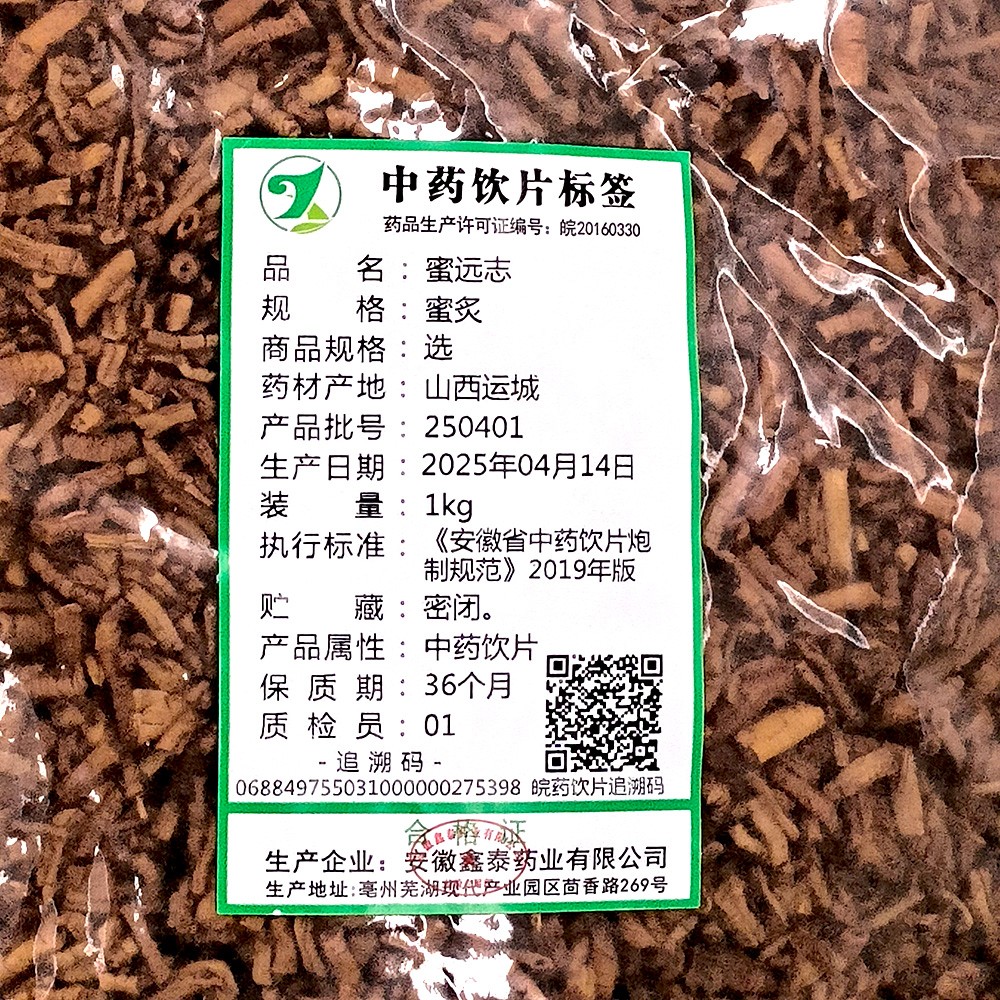 中药饮片标签
药品生产许可证编号：皖20160330
品名：蜜远志
规格：蜜炙
商品规格：选
药材产地：山西运城
产品批号：250401
生产日期：2025年04月14日
装量：1kg
执行标准：《安徽省中药饮片炮
制规范》2019年版
贮藏：密闭。
产品属性：中药饮片
保质期：36个月
质检员：01
-追溯码-
06884975503100000027​5398 皖药饮片追溯码
合格证
生产企业：安徽鑫泰药业有限公司
生产地址:亳州芜湖现代产业园区茴香路269号